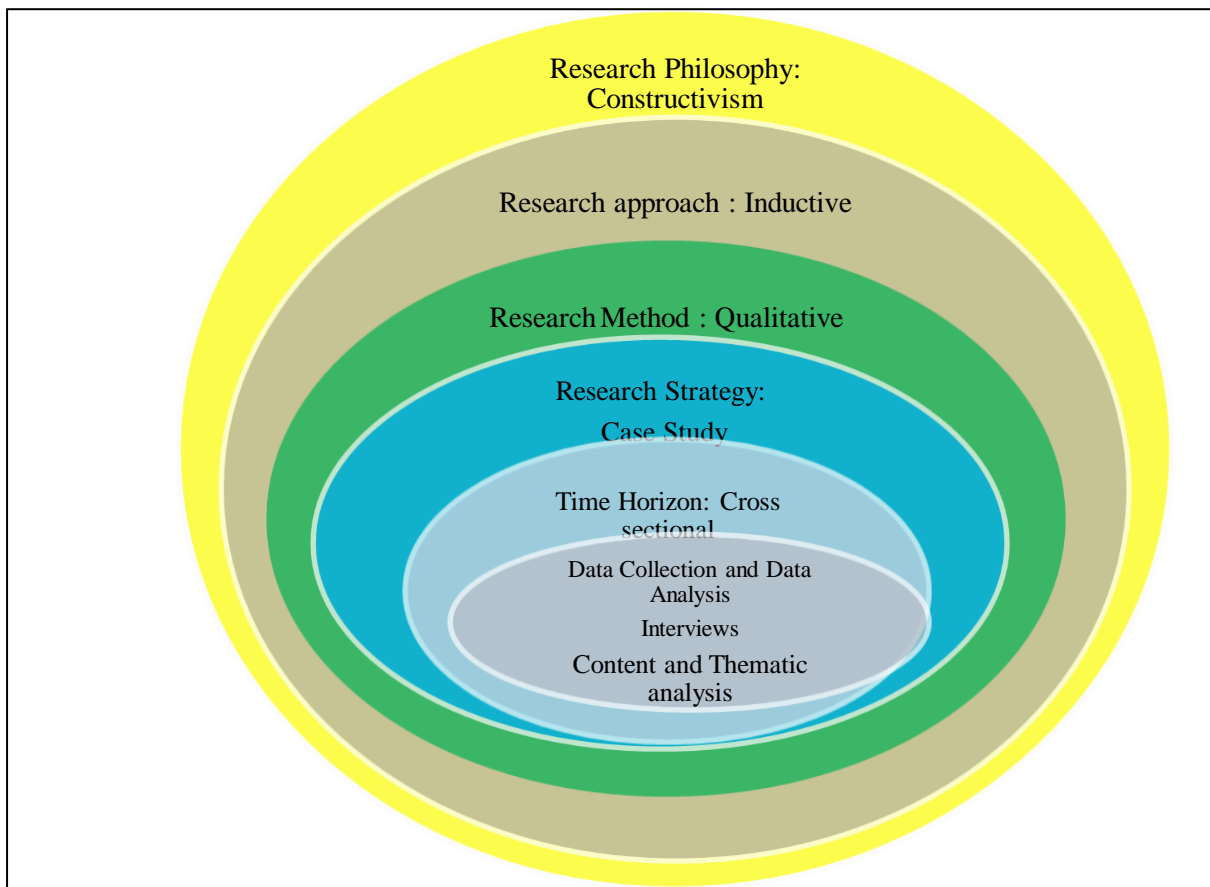 Research Philosophy:
Constructivism
Research approach : Inductive
Research Method : Qualitative
Research Strategy:
Case Study
Time Horizon: Cross
sectional
Data Collection and Data
Analysis
Interviews
Content and Thematic
analysis